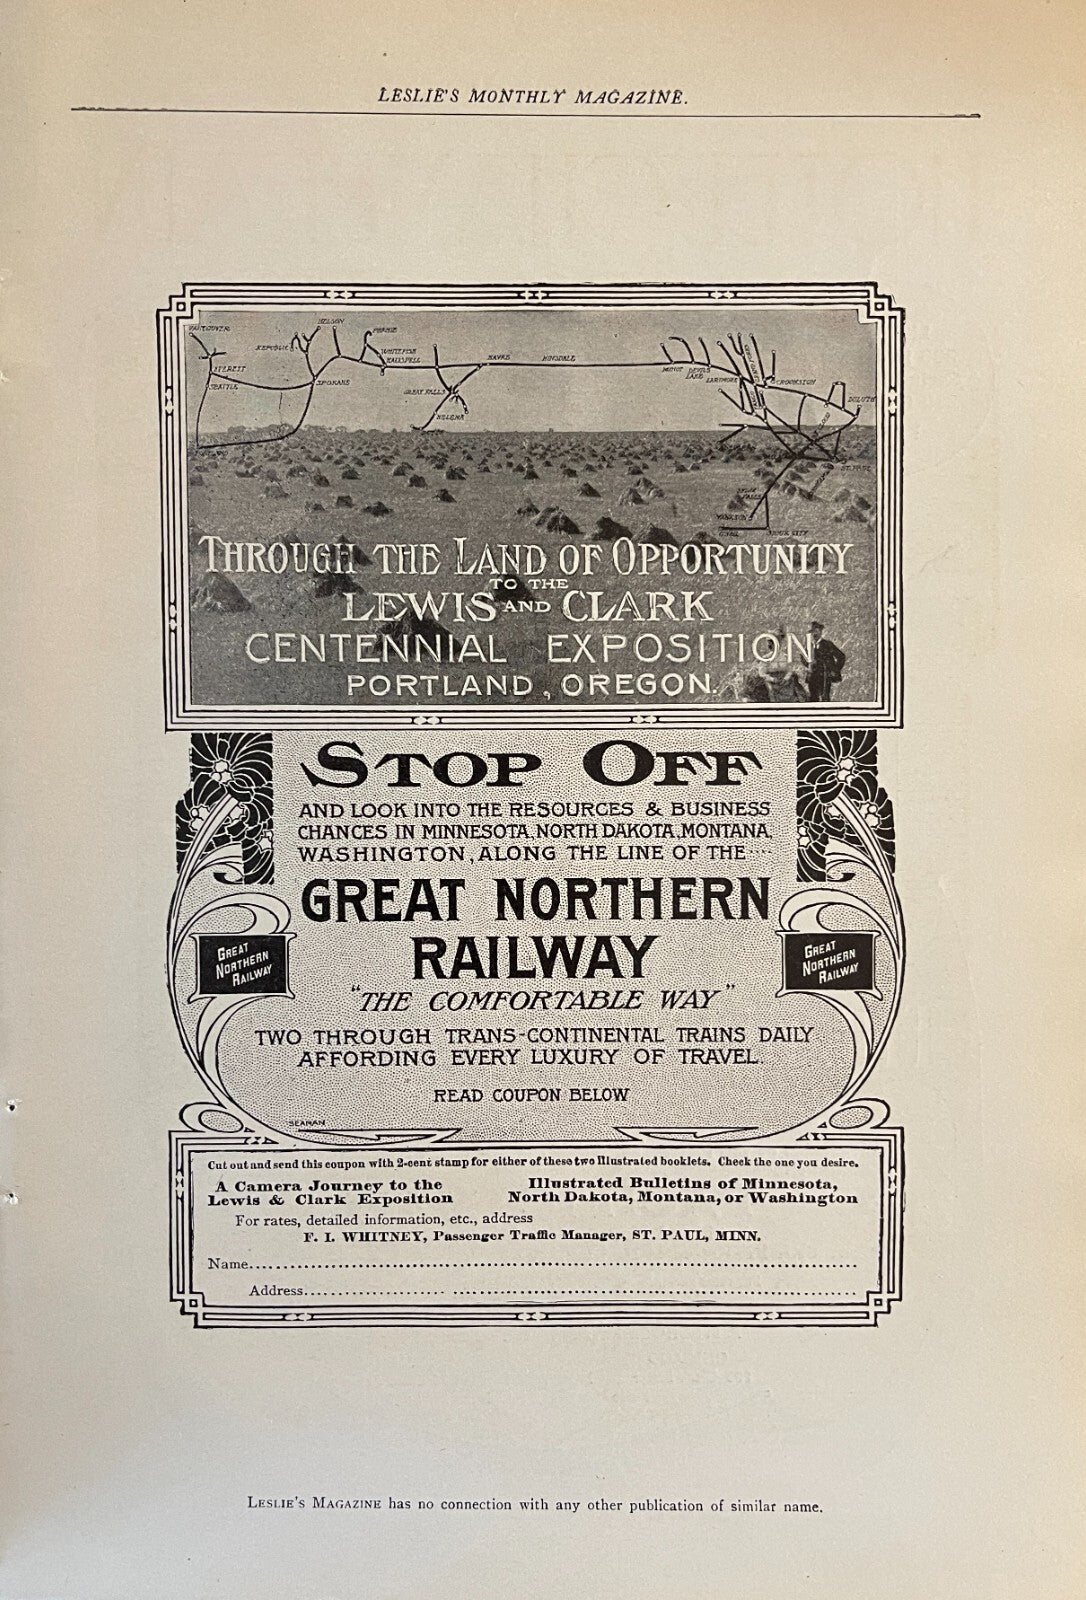 LESLIE'S MONTHLY MAGAZINE.
VANCOUVER
NELSON
REPUBLIC
FERNIE
WHITEFISH
KALISPELL
EVERETT
SEATTLE
SPOKANE
GREAT FALLS
HELENA
HAVRE
HINSDALE
MINOT
DEVILS LAKE
LARIMORE
CROOKSTON
DULUTH
ST. PAUL
SIOUX FALLS
YANKTON
SIOUX CITY
THROUGH THE LAND OF OPPORTUNITY
TO THE
LEWIS AND CLARK
CENTENNIAL EXPOSITION
PORTLAND, OREGON.
STOP OFF
AND LOOK INTO THE RESOURCES & BUSINESS
CHANCES IN MINNESOTA, NORTH DAKOTA, MONTANA,
WASHINGTON, ALONG THE LINE OF THE ····
GREAT NORTHERN
RAILWAY
"THE COMFORTABLE WAY"
GREAT
NORTHERN
RAILWAY
GREAT
NORTHERN
RAILWAY
TWO THROUGH TRANS-CONTINENTAL TRAINS DAILY
AFFORDING EVERY LUXURY OF TRAVEL.
READ COUPON BELOW
SEAMAN
Cut out and send this coupon with 2-cent stamp for either of these two Illustrated booklets. Check the one you desire.
A Camera Journey to the
Lewis & Clark Exposition
Illustrated Bulletins of Minnesota,
North Dakota, Montana, or Washington
For rates, detailed information, etc., address
F. I. WHITNEY, Passenger Traffic Manager, ST. PAUL, MINN.
Name
Address
LESLIE'S MAGAZINE has no connection with any other publication of similar name.